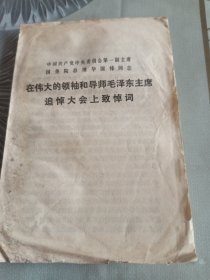 中国共产党中央委员会第一副主席
国务院总理华国锋同志
在伟大的领袖和导师毛泽东主席
追悼大会上致悼词